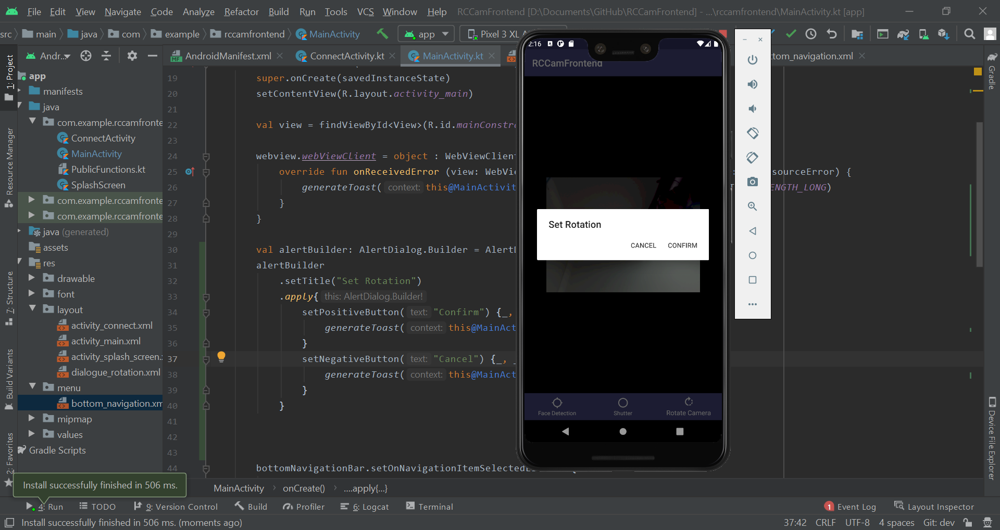 File Edit View Navigate Code Analyze Refactor Build Run Tools VCS Window Help RCCamFrontend [D:\Documents\GitHub\RCCamFrontend] - ...\rccamfrontend\MainActivity.kt [app]
src main java com example rccamfrontend MainActivity app Pixel 3 XL
Andr... AndroidManifest.xml ConnectActivity.kt MainActivity.kt tom_navigation.xml
1: Project
Resource Manager
7: Structure
Build Variants
2: Favorites
app
manifests
java
com.example.rccamfronte
ConnectActivity
MainActivity
PublicFunctions.kt
SplashScreen
com.example.rccamfronte
com.example.rccamfronte
java (generated)
assets
res
drawable
font
layout
activity_connect.xml
activity_main.xml
activity_splash_screen.
dialogue_rotation.xml
menu
bottom_navigation.xm
mipmap
values
Gradle Scripts
19 super.onCreate(savedInstanceState)
20 setContentView(R.layout.activity_main)
21
22 val view = findViewById<View>(R.id.mainConstr
23
24 webview.webViewClient = object : WebViewClient
25 override fun onReceivedError (view: WebVi sourceError) {
26 generateToast( context: this@MainActivit ENGTH_LONG)
27 }
28 }
29
30 val alertBuilder: AlertDialog.Builder = Alert
31 alertBuilder
32 .setTitle("Set Rotation")
33 .apply{ this: AlertDialog.Builder!
34 setPositiveButton( text: "Confirm") {_,
35 generateToast( context: this@MainAct
36 }
37 setNegativeButton( text: "Cancel") {_, _
38 generateToast( context: this@MainAct
39 }
40 }
41
42
43
44 bottomNavigationBar.setOnNavigationItemSelected {
2:16
RCCamFrontend
Set Rotation
CANCEL CONFIRM
Face Detection Shutter Rotate Camera
Gradle
Device File Explorer
Install successfully finished in 506 ms.
MainActivity onCreate() ....apply{...}
4: Run TODO 9: Version Control Build Profiler 6: Logcat Terminal 1 Event Log Layout Inspector
Install successfully finished in 506 ms. (moments ago) 37:42 CRLF UTF-8 4 spaces Git: dev